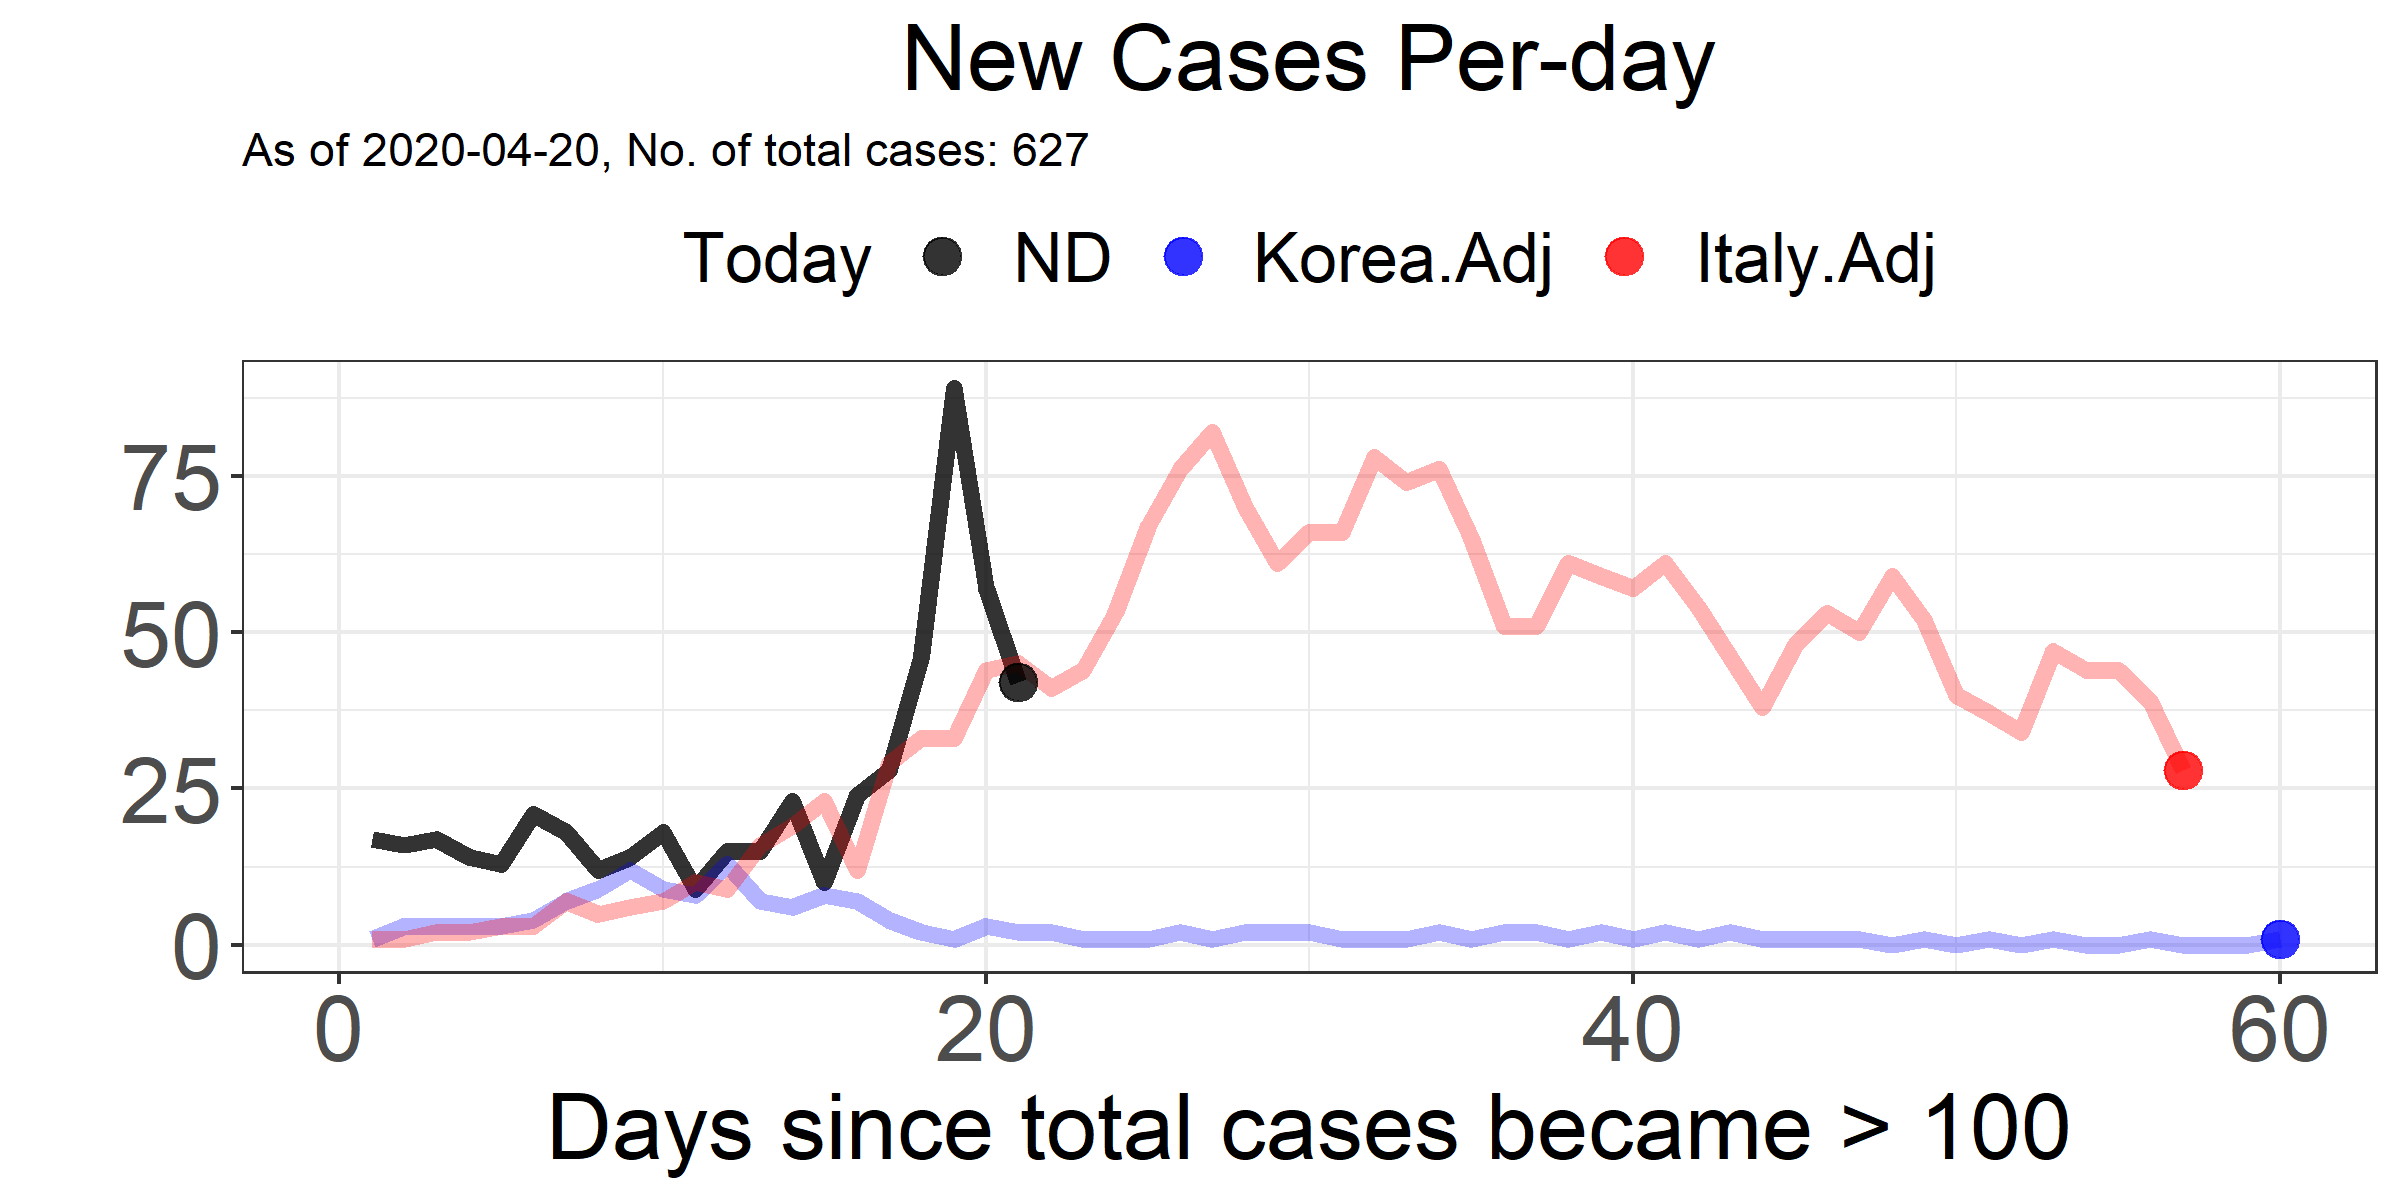 New Cases Per-day
As of 2020-04-20, No. of total cases: 627
Today ND Korea.Adj Italy.Adj
75
50
25
0
0 20 40 60
Days since total cases became > 100